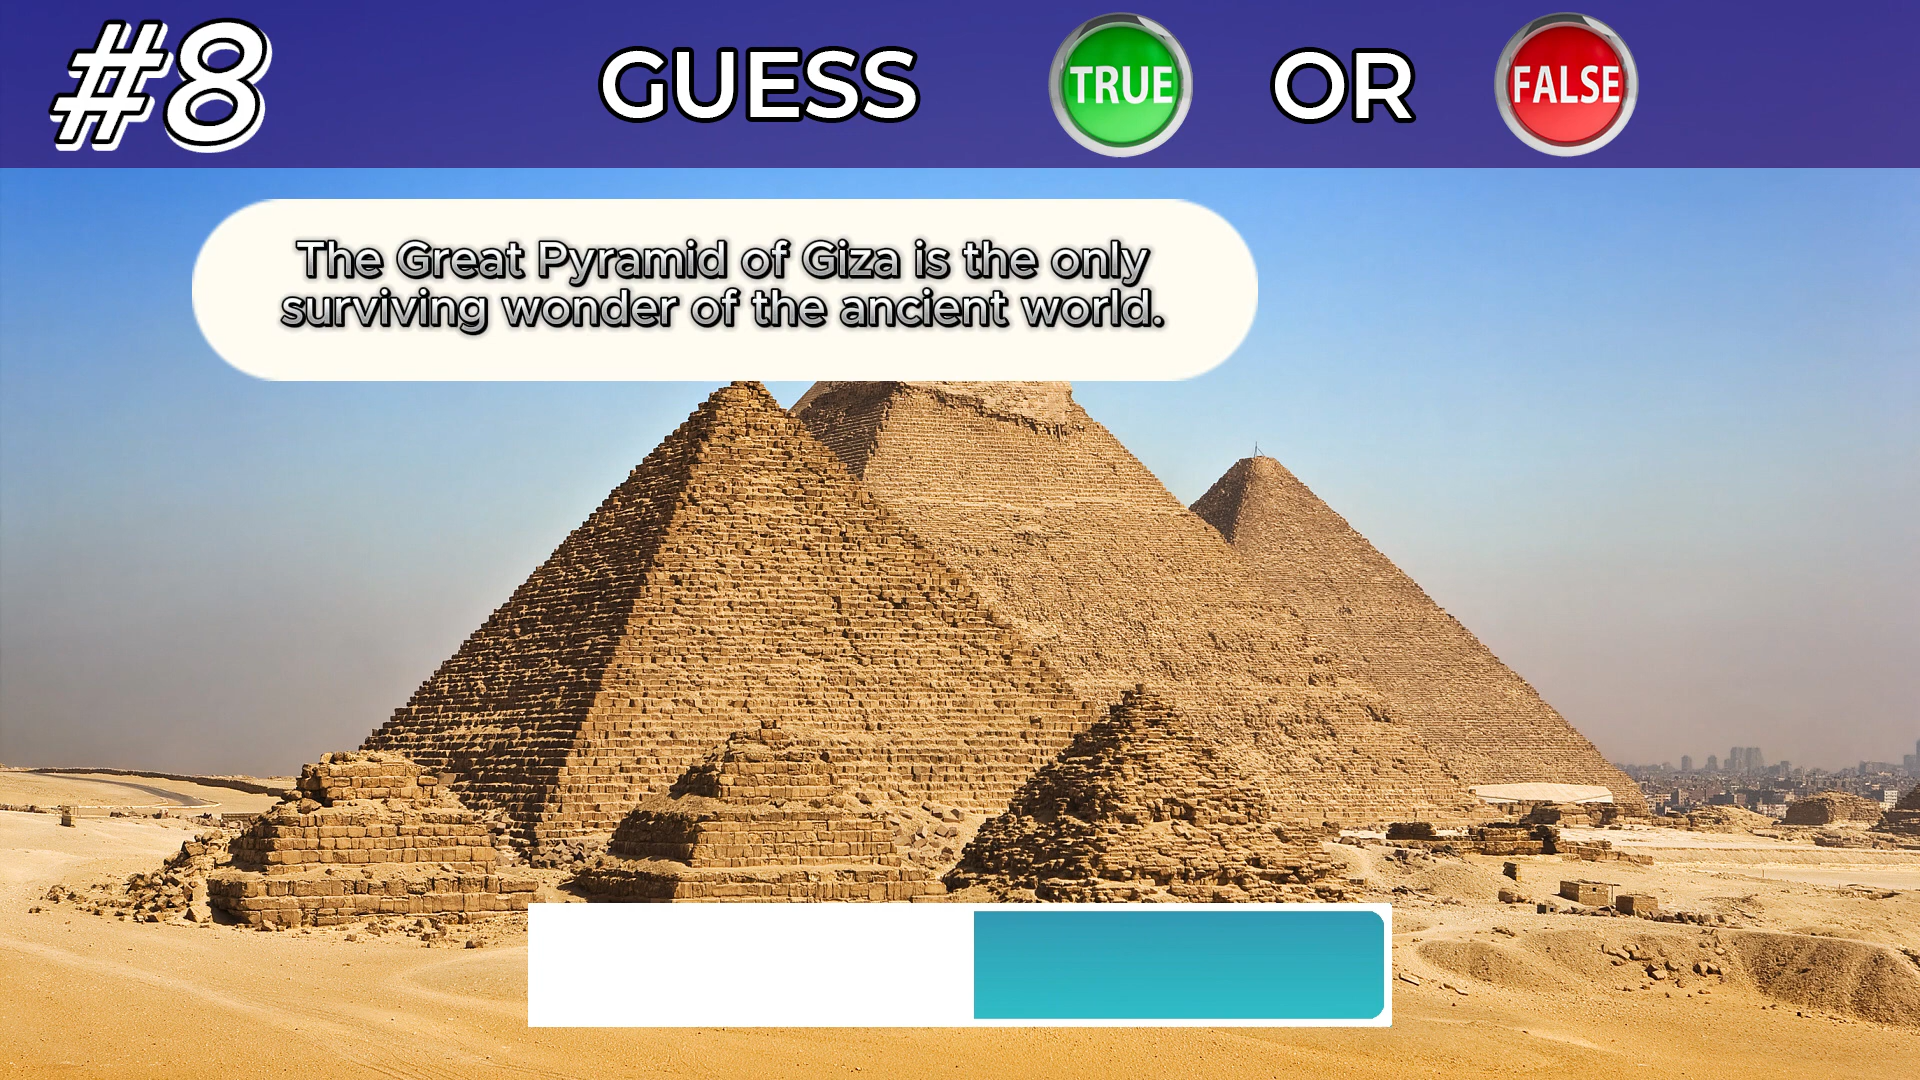 #8 GUESS TRUE OR FALSE
The Great Pyramid of Giza is the only
surviving wonder of the ancient world.